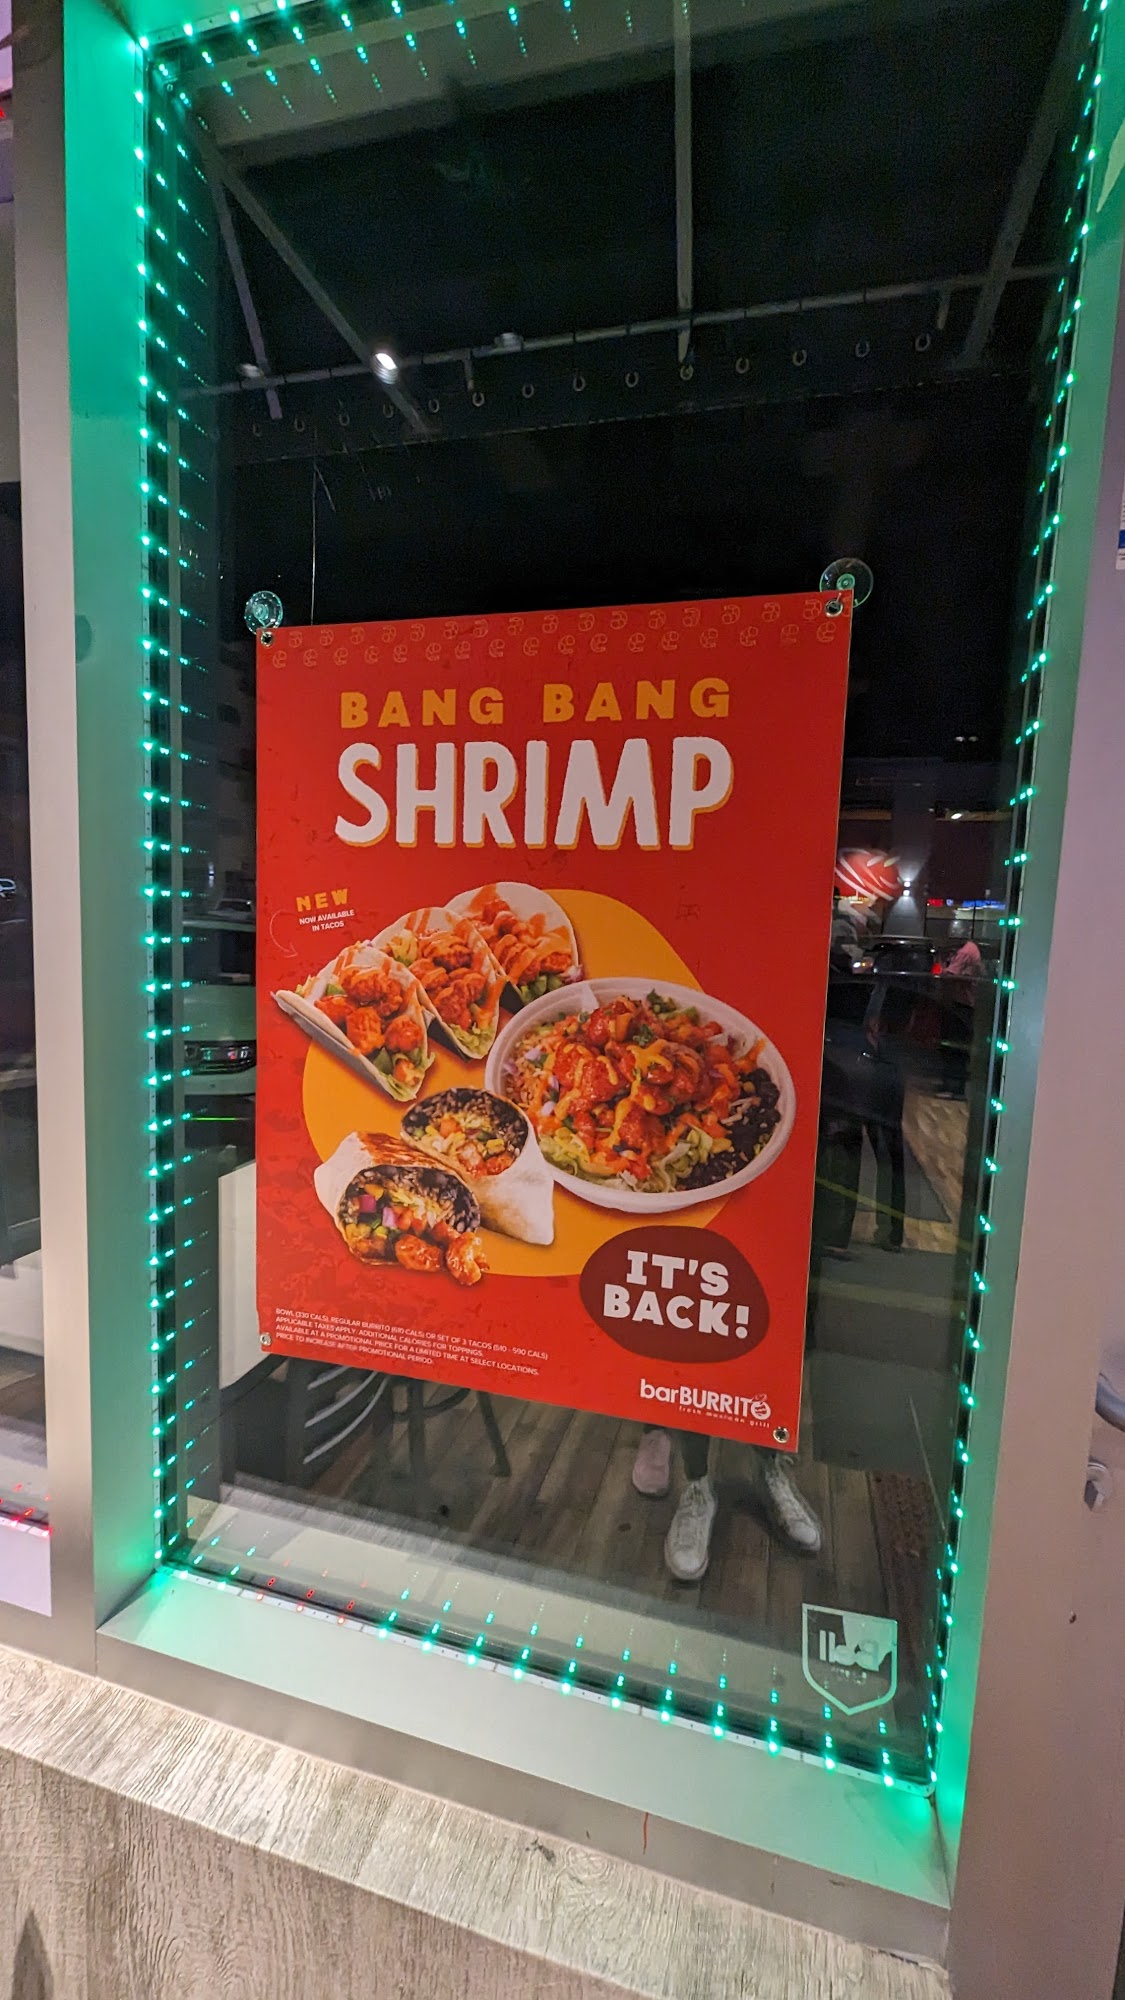 BANG BANG
SHRIMP
NEW
NOW AVAILABLE
IN TACOS
IT'S
BACK!
BOWL (330 CALS), REGULAR BURRITO (610 CALS) OR SET OF 3 TACOS (510 - 590 CALS)
APPLICABLE TAXES APPLY. ADDITIONAL CALORIES FOR TOPPINGS.
AVAILABLE AT A PROMOTIONAL PRICE FOR A LIMITED TIME AT SELECT LOCATIONS.
PRICE TO INCREASE AFTER PROMOTIONAL PERIOD.
barBURRITO
fresh mexican grill
Bell